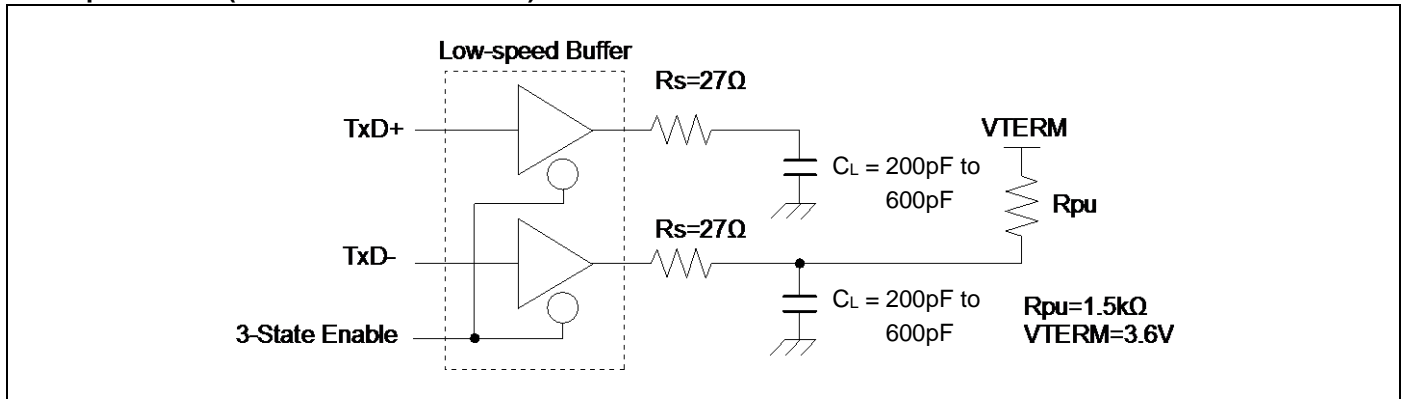 Low-speed Buffer
Rs=27Ω
TxD+
VTERM
CL = 200pF to
600pF
Rpu
Rs=27Ω
TxD-
CL = 200pF to
600pF
Rpu=1.5kΩ
VTERM=3.6V
3-State Enable